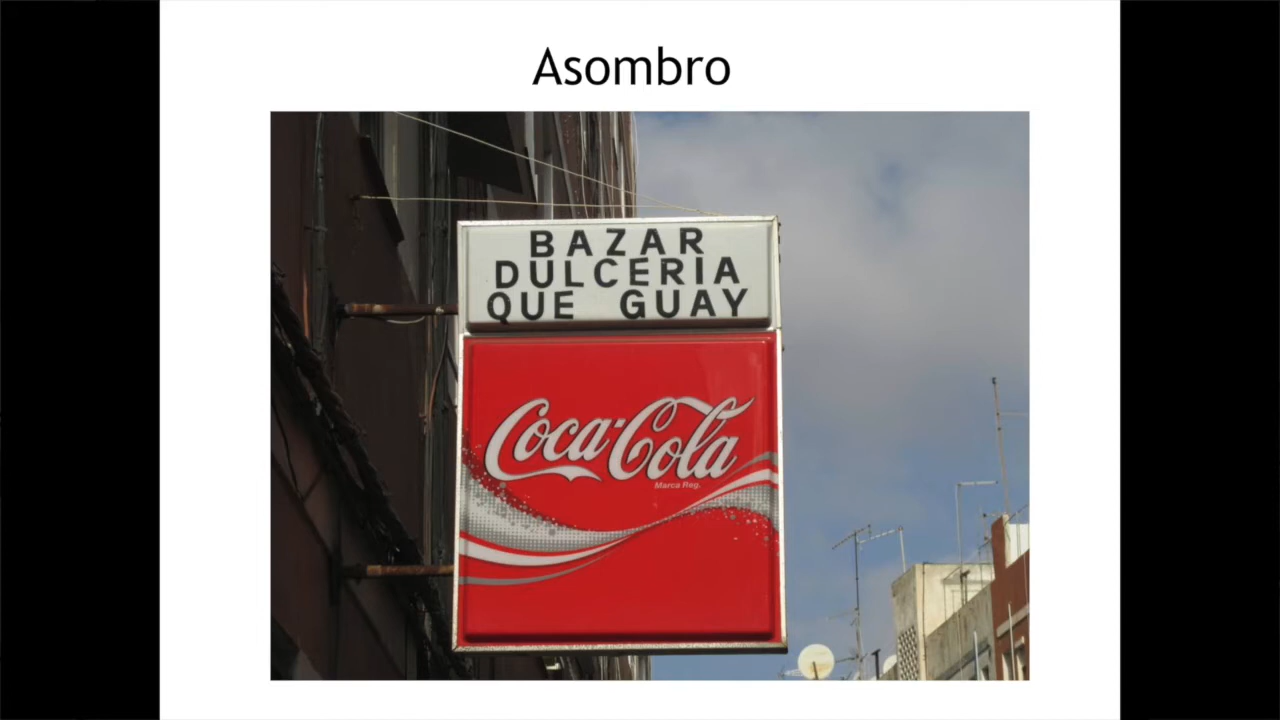 Asombro
BAZAR
DULCERIA
QUE GUAY
Coca-Cola
Marca Reg.